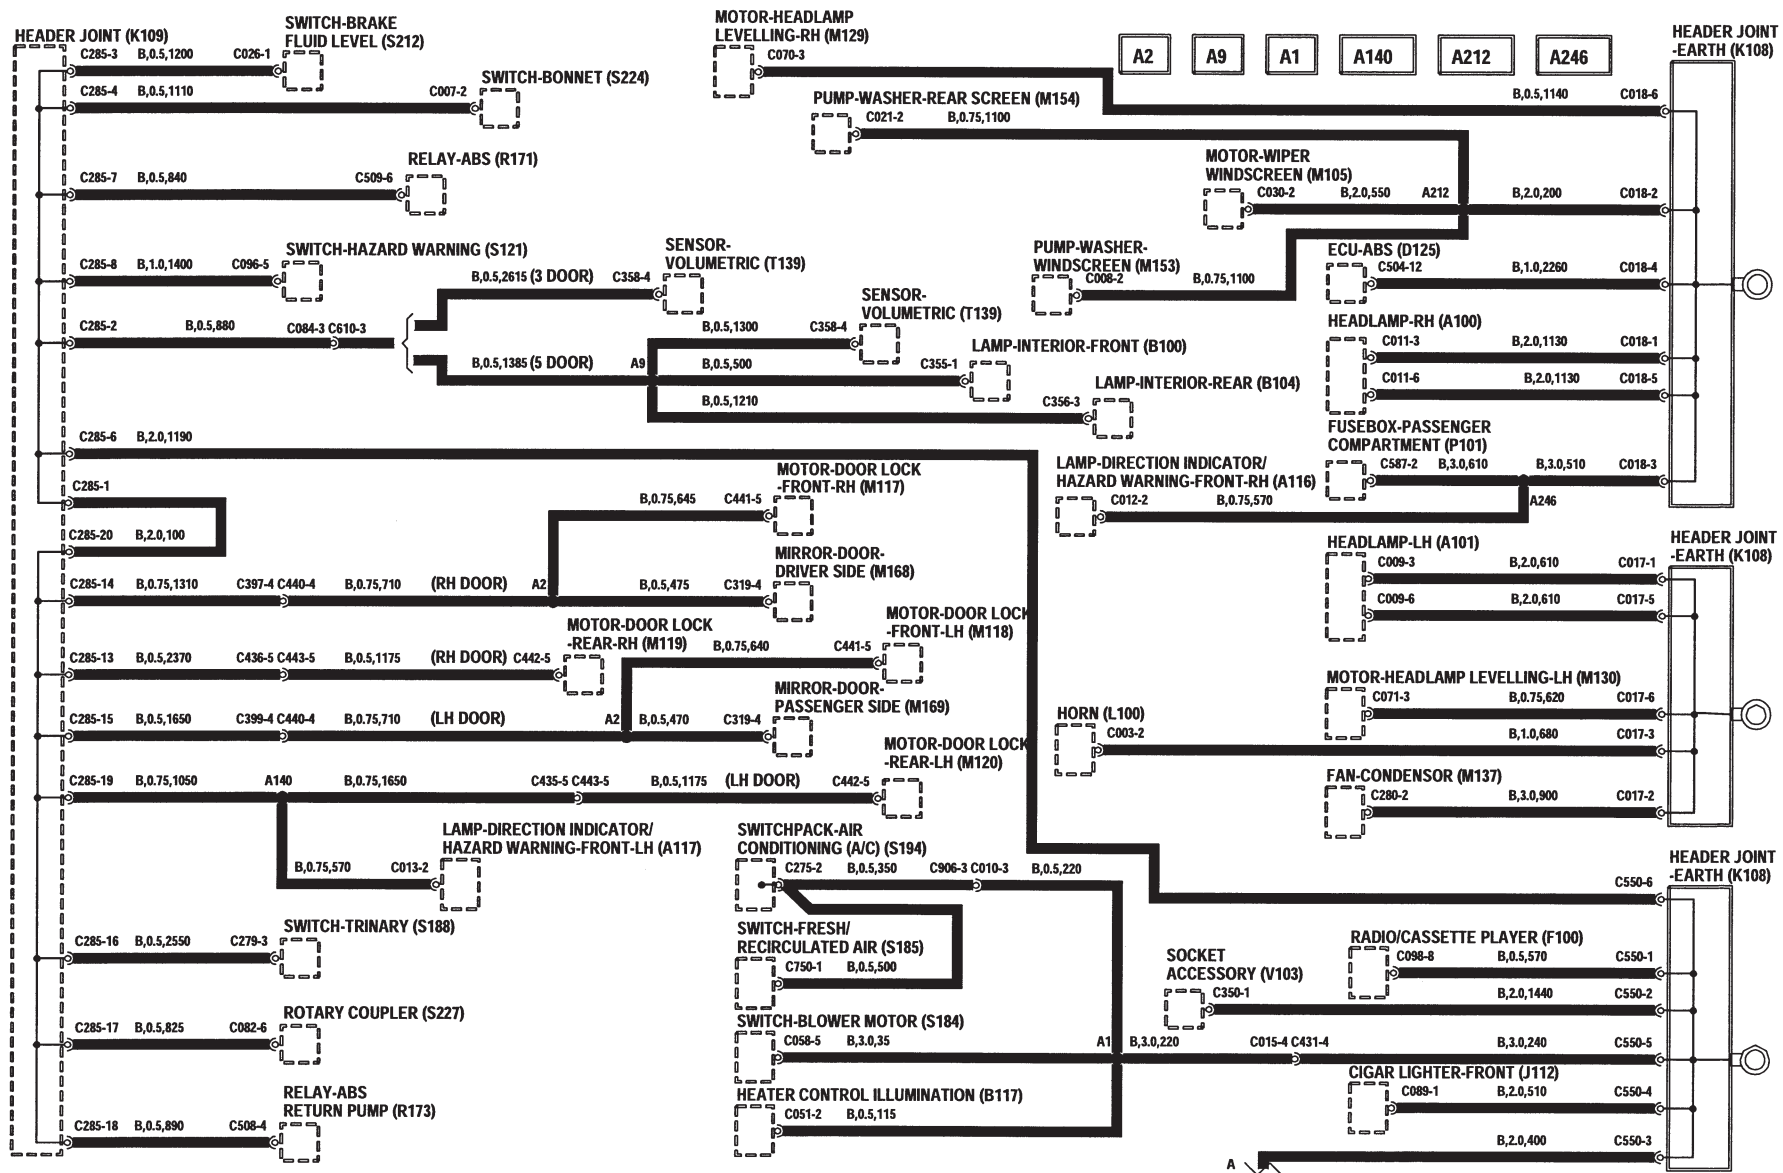 HEADER JOINT (K109)
C285-3 B,0.5,1200 C026-1
SWITCH-BRAKE
FLUID LEVEL (S212)
C285-4 B,0.5,1110 C007-2
SWITCH-BONNET (S224)
C285-7 B,0.5,840 C509-6
RELAY-ABS (R171)
C285-8 B,1.0,1400 C096-5
SWITCH-HAZARD WARNING (S121)
C285-2 B,0.5,880 C084-3 C610-3
B,0.5,2615 (3 DOOR) C358-4
SENSOR-
VOLUMETRIC (T139)
B,0.5,1385 (5 DOOR) A9
B,0.5,1300 C358-4
SENSOR-
VOLUMETRIC (T139)
B,0.5,500 C355-1
LAMP-INTERIOR-FRONT (B100)
B,0.5,1210 C356-3
LAMP-INTERIOR-REAR (B104)
C285-6 B,2.0,1190
C285-1
C285-20 B,2.0,100
C285-14 B,0.75,1310 C397-4 C440-4 B,0.75,710 (RH DOOR) A2
B,0.75,645 C441-5
MOTOR-DOOR LOCK
-FRONT-RH (M117)
B,0.5,475 C319-4
MIRROR-DOOR-
DRIVER SIDE (M168)
C285-13 B,0.5,2370 C436-5 C443-5 B,0.5,1175 (RH DOOR) C442-5
MOTOR-DOOR LOCK
-REAR-RH (M119)
C285-15 B,0.5,1650 C399-4 C440-4 B,0.75,710 (LH DOOR) A2
B,0.75,640 C441-5
MOTOR-DOOR LOCK
-FRONT-LH (M118)
B,0.5,470 C319-4
MIRROR-DOOR-
PASSENGER SIDE (M169)
C285-19 B,0.75,1050 A140 B,0.75,1650 C435-5 C443-5 B,0.5,1175 (LH DOOR) C442-5
MOTOR-DOOR LOCK
-REAR-LH (M120)
B,0.75,570 C013-2
LAMP-DIRECTION INDICATOR/
HAZARD WARNING-FRONT-LH (A117)
C285-16 B,0.5,2550 C279-3
SWITCH-TRINARY (S188)
C285-17 B,0.5,825 C082-6
ROTARY COUPLER (S227)
C285-18 B,0.5,890 C508-4
RELAY-ABS
RETURN PUMP (R173)
MOTOR-HEADLAMP
LEVELLING-RH (M129)
C070-3
B,0.5,1140 C018-6
A2 A9 A1 A140 A212 A246
HEADER JOINT
-EARTH (K108)
PUMP-WASHER-REAR SCREEN (M154)
C021-2 B,0.75,1100
MOTOR-WIPER
WINDSCREEN (M105)
C030-2 B,2.0,550 A212 B,2.0,200 C018-2
PUMP-WASHER-
WINDSCREEN (M153)
C008-2 B,0.75,1100
ECU-ABS (D125)
C504-12 B,1.0,2260 C018-4
HEADLAMP-RH (A100)
C011-3 B,2.0,1130 C018-1
C011-6 B,2.0,1130 C018-5
FUSEBOX-PASSENGER
COMPARTMENT (P101)
C587-2 B,3.0,610 B,3.0,510 C018-3
LAMP-DIRECTION INDICATOR/
HAZARD WARNING-FRONT-RH (A116)
C012-2 B,0.75,570 A246
HEADER JOINT
-EARTH (K108)
HEADLAMP-LH (A101)
C009-3 B,2.0,610 C017-1
C009-6 B,2.0,610 C017-5
MOTOR-HEADLAMP LEVELLING-LH (M130)
C071-3 B,0.75,620 C017-6
HORN (L100)
C003-2 B,1.0,680 C017-3
FAN-CONDENSOR (M137)
C280-2 B,3.0,900 C017-2
HEADER JOINT
-EARTH (K108)
C550-6
SWITCHPACK-AIR
CONDITIONING (A/C) (S194)
C275-2 B,0.5,350 C906-3 C010-3 B,0.5,220
SWITCH-FRESH/
RECIRCULATED AIR (S185)
C750-1 B,0.5,500
RADIO/CASSETTE PLAYER (F100)
C098-8 B,0.5,570 C550-1
SOCKET
ACCESSORY (V103)
C350-1 B,2.0,1440 C550-2
SWITCH-BLOWER MOTOR (S184)
C058-5 B,3.0,35 A1 B,3.0,220 C015-4 C431-4 B,3.0,240 C550-5
CIGAR LIGHTER-FRONT (J112)
C089-1 B,2.0,510 C550-4
HEATER CONTROL ILLUMINATION (B117)
C051-2 B,0.5,115
B,2.0,400 C550-3
A